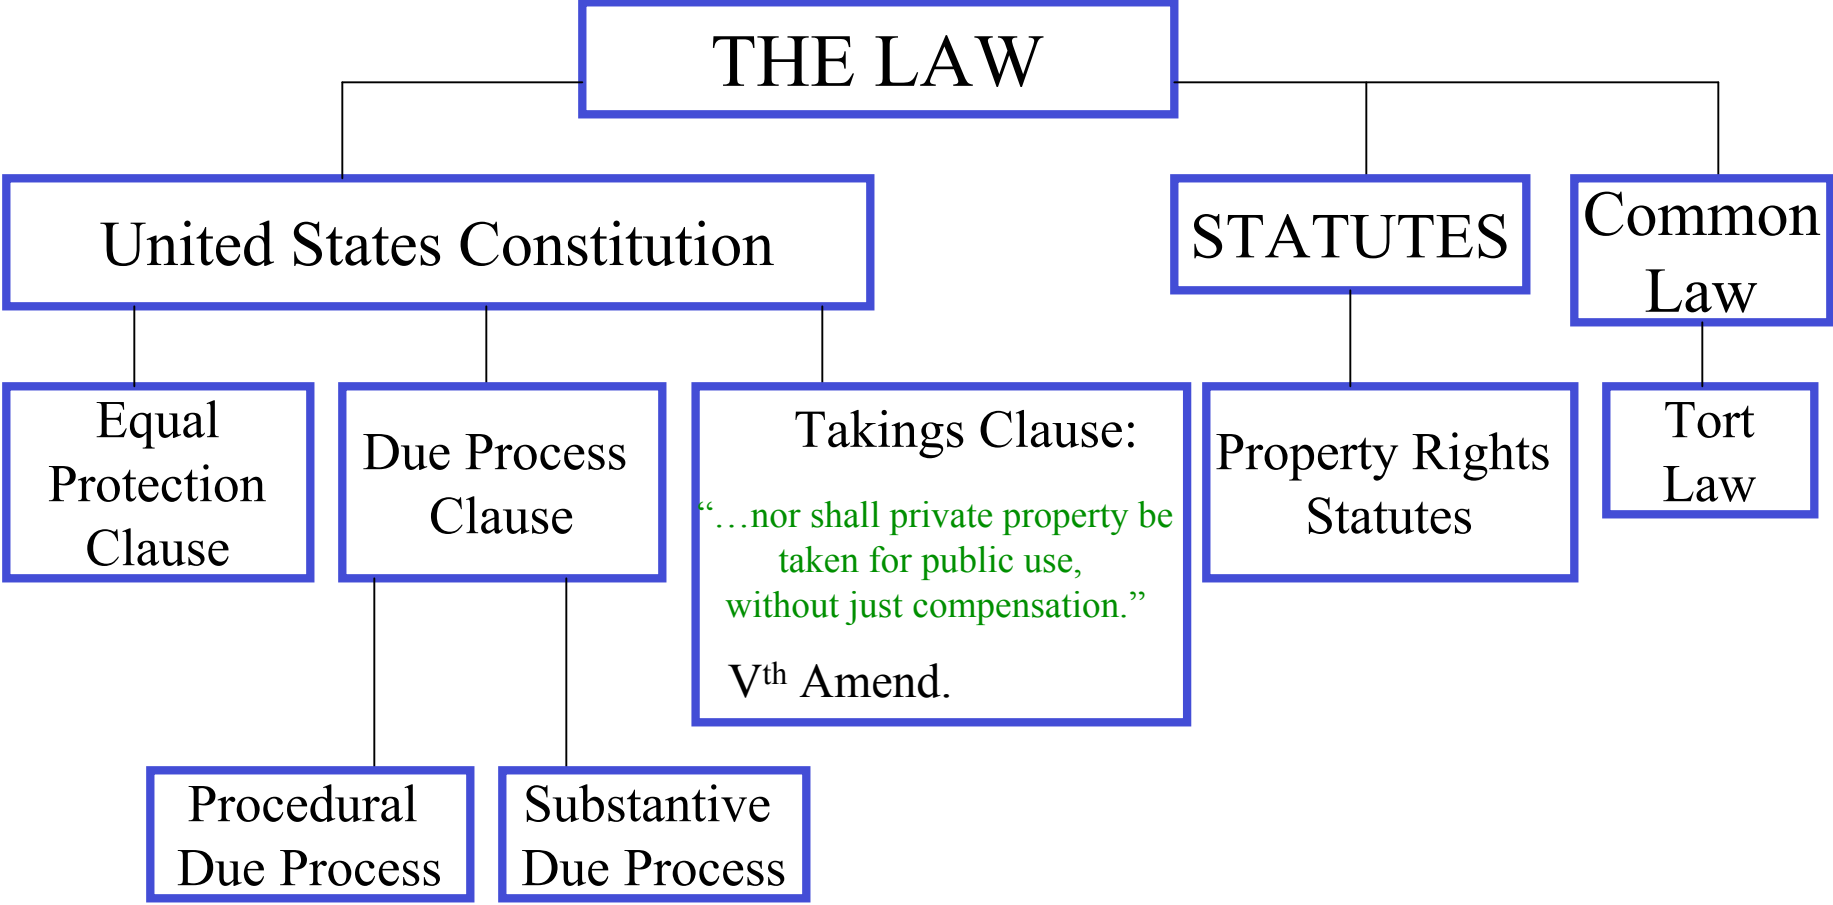 THE LAW
United States Constitution
STATUTES
Common
Law
Equal
Protection
Clause
Due Process
Clause
Takings Clause:
“…nor shall private property be
taken for public use,
without just compensation.”
Vth Amend.
Property Rights
Statutes
Tort
Law
Procedural
Due Process
Substantive
Due Process